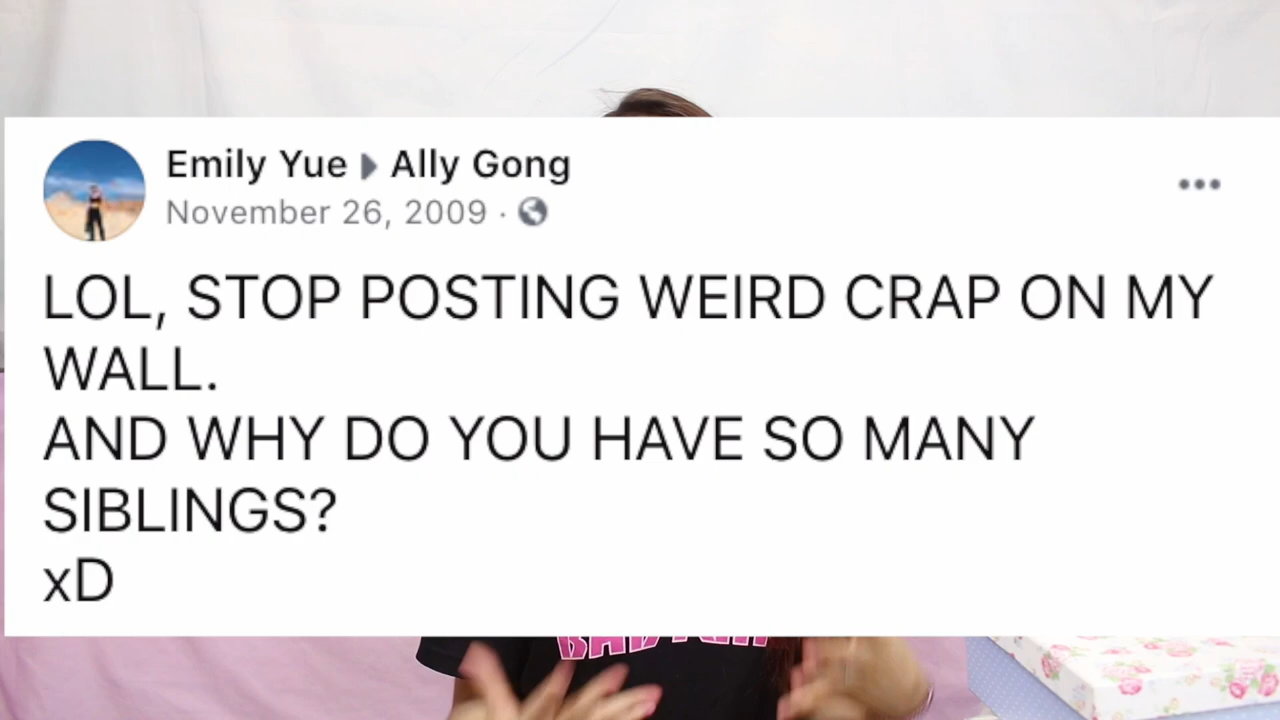 Emily Yue ▸ Ally Gong
November 26, 2009 ·
LOL, STOP POSTING WEIRD CRAP ON MY
WALL.
AND WHY DO YOU HAVE SO MANY
SIBLINGS?
xD